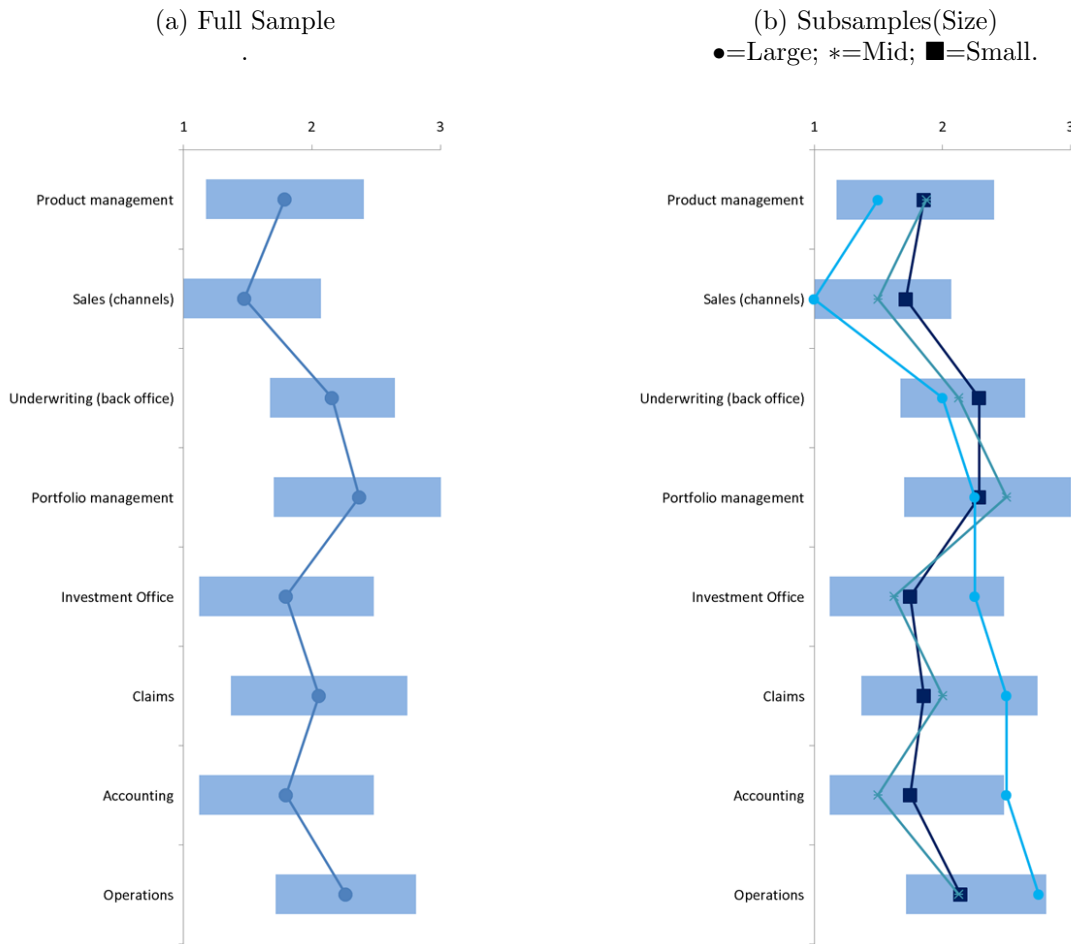 (a) Full Sample
.
1 2 3
Product management
Sales (channels)
Underwriting (back office)
Portfolio management
Investment Office
Claims
Accounting
Operations
(b) Subsamples(Size)
●=Large; ∗=Mid; ■=Small.
1 2 3
Product management
Sales (channels)
Underwriting (back office)
Portfolio management
Investment Office
Claims
Accounting
Operations